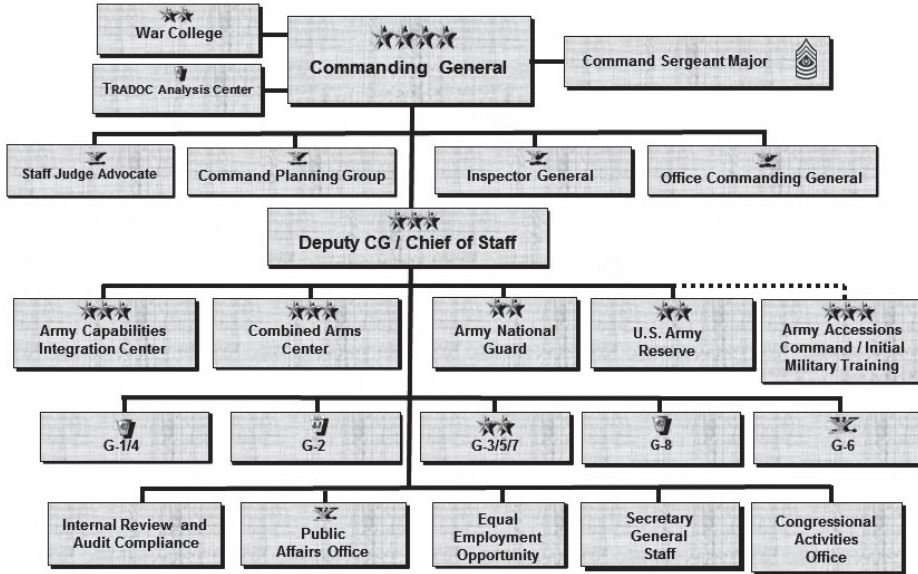 War College
Commanding General
TRADOC Analysis Center
Command Sergeant Major
Staff Judge Advocate
Command Planning Group
Inspector General
Office Commanding General
Deputy CG / Chief of Staff
Army Capabilities
Integration Center
Combined Arms
Center
Army National
Guard
U.S. Army
Reserve
Army Accessions
Command / Initial
Military Training
G-1/4
G-2
G-3/5/7
G-8
G-6
Internal Review and
Audit Compliance
Public
Affairs Office
Equal
Employment
Opportunity
Secretary
General
Staff
Congressional
Activities
Office